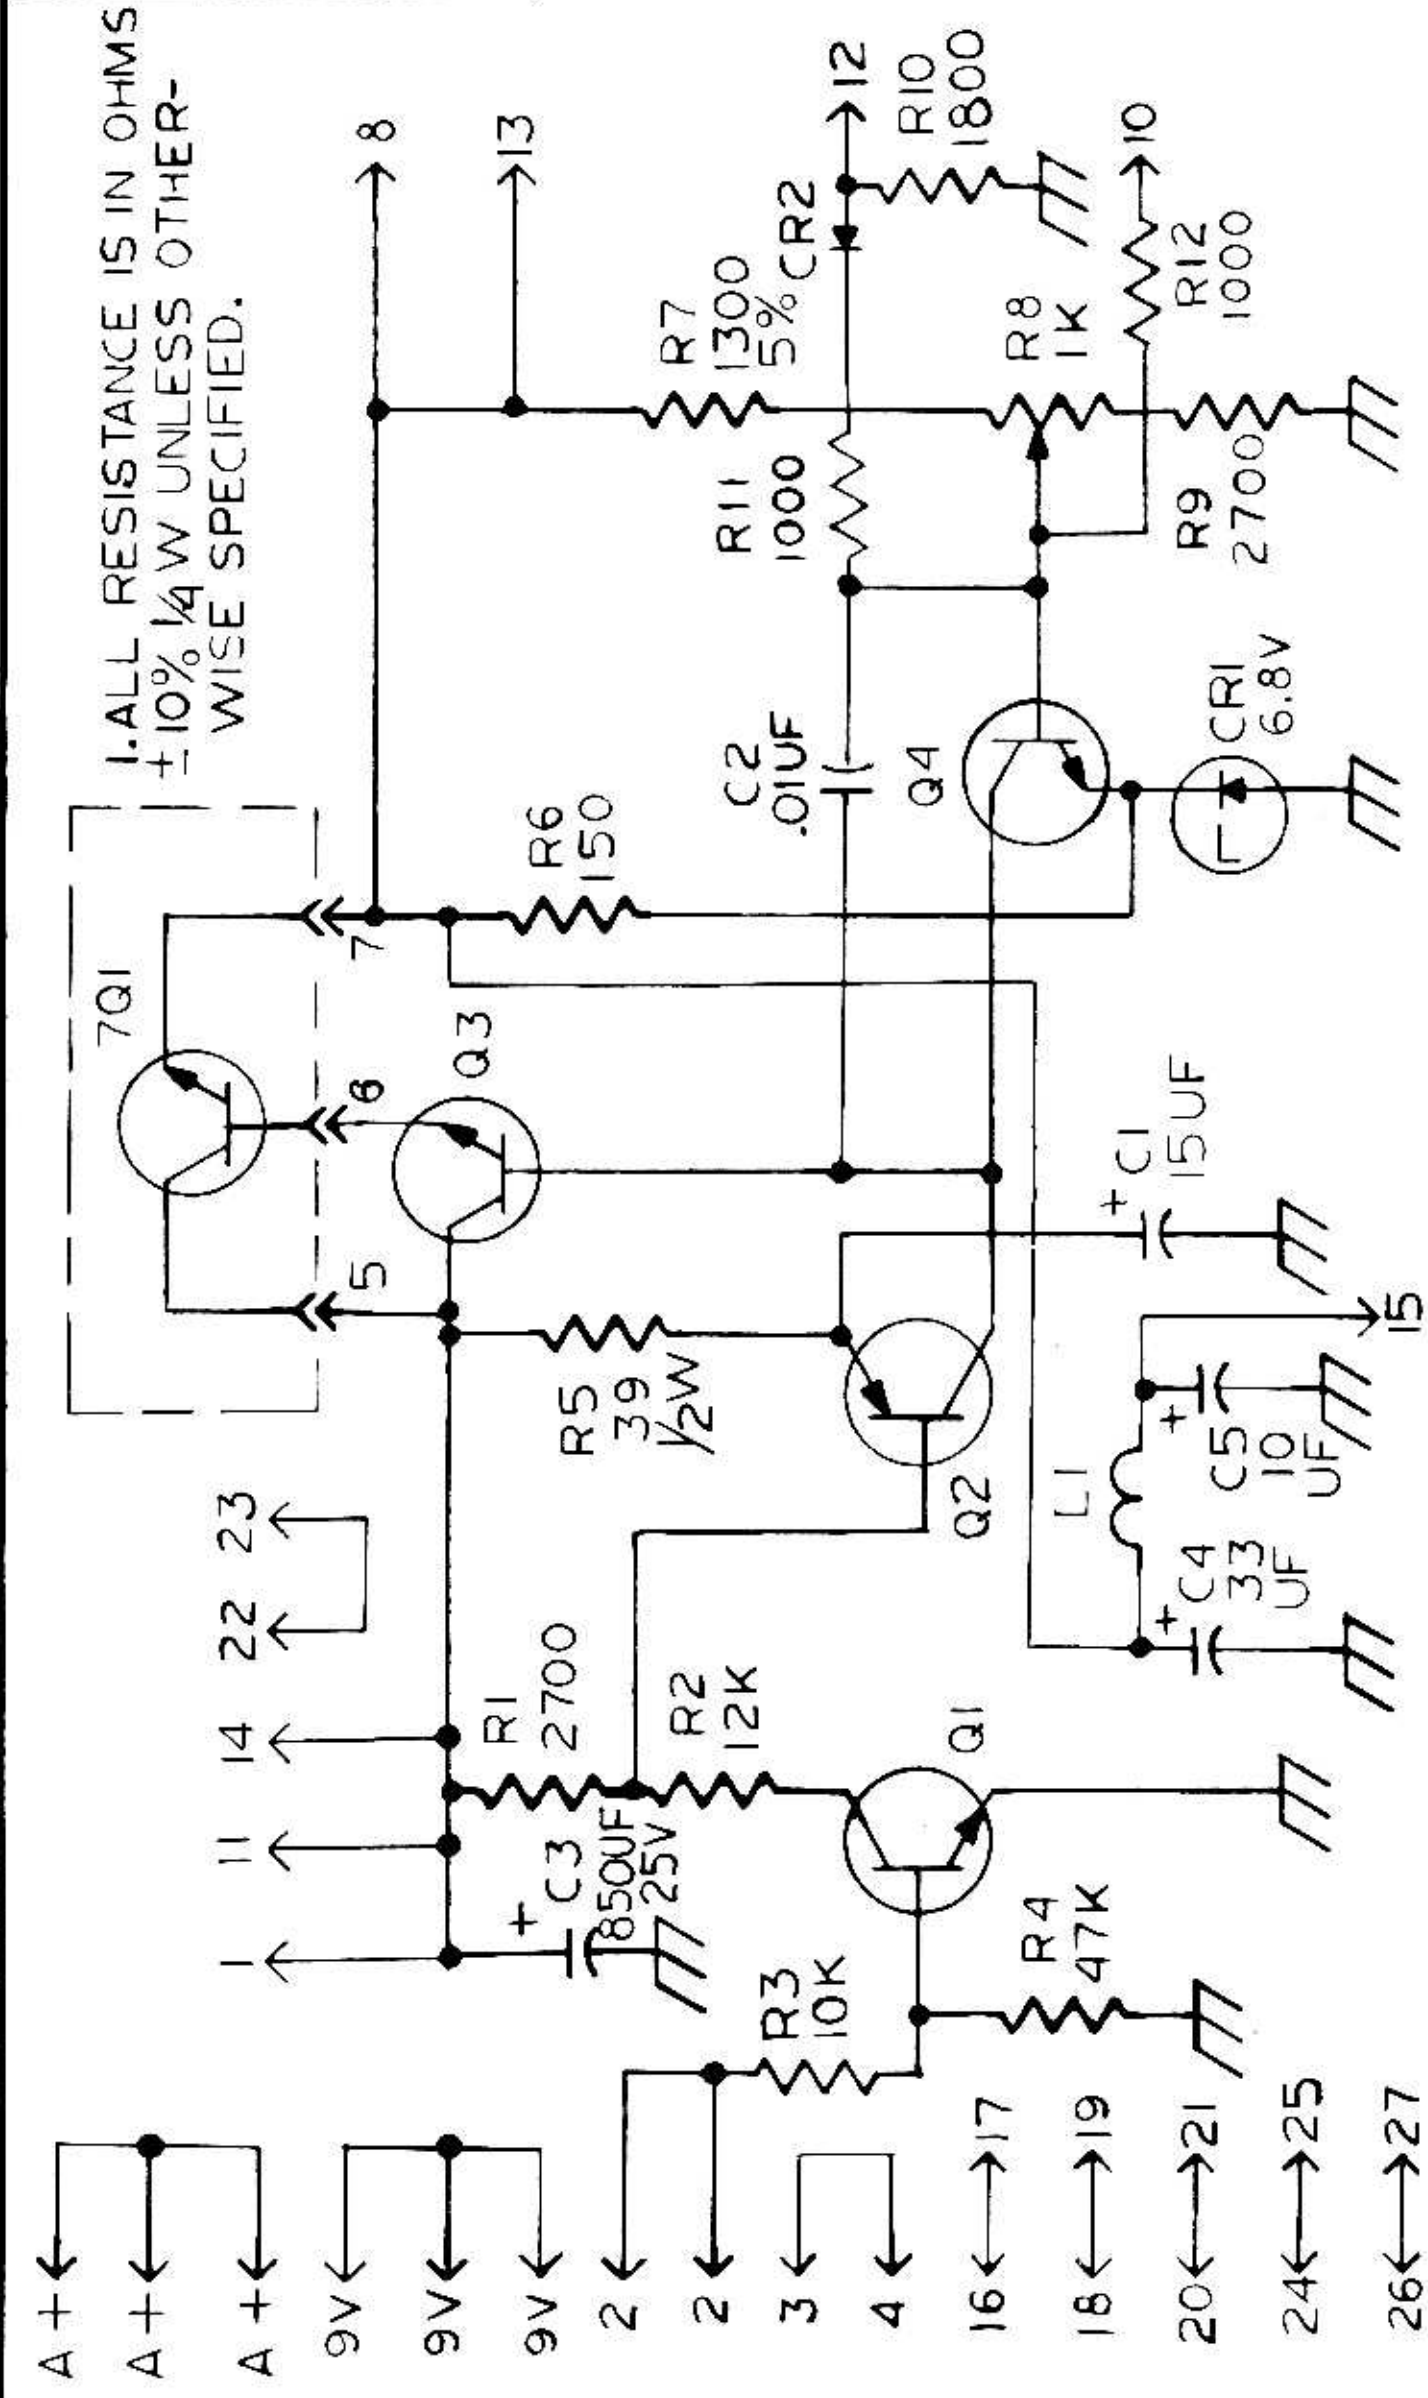 1. ALL RESISTANCE IS IN OHMS
±10% 1/4 W UNLESS OTHER-
WISE SPECIFIED.
A+
A+
A+
9V
9V
9V
2
2
3
4
16
17
18
19
20
21
24
25
26
27
1
11
14
22
23
5
6
7
8
13
12
10
15
7Q1
Q3
C3
850UF
25V
R1
2700
R2
12K
R3
10K
R4
47K
Q1
R5
39
1/2W
Q2
L1
C4
33
UF
C5
10
UF
C1
15UF
R6
150
C2
.01UF
Q4
CR1
6.8V
R7
1300
5%
CR2
R10
1800
R11
1000
R8
1K
R12
1000
R9
2700